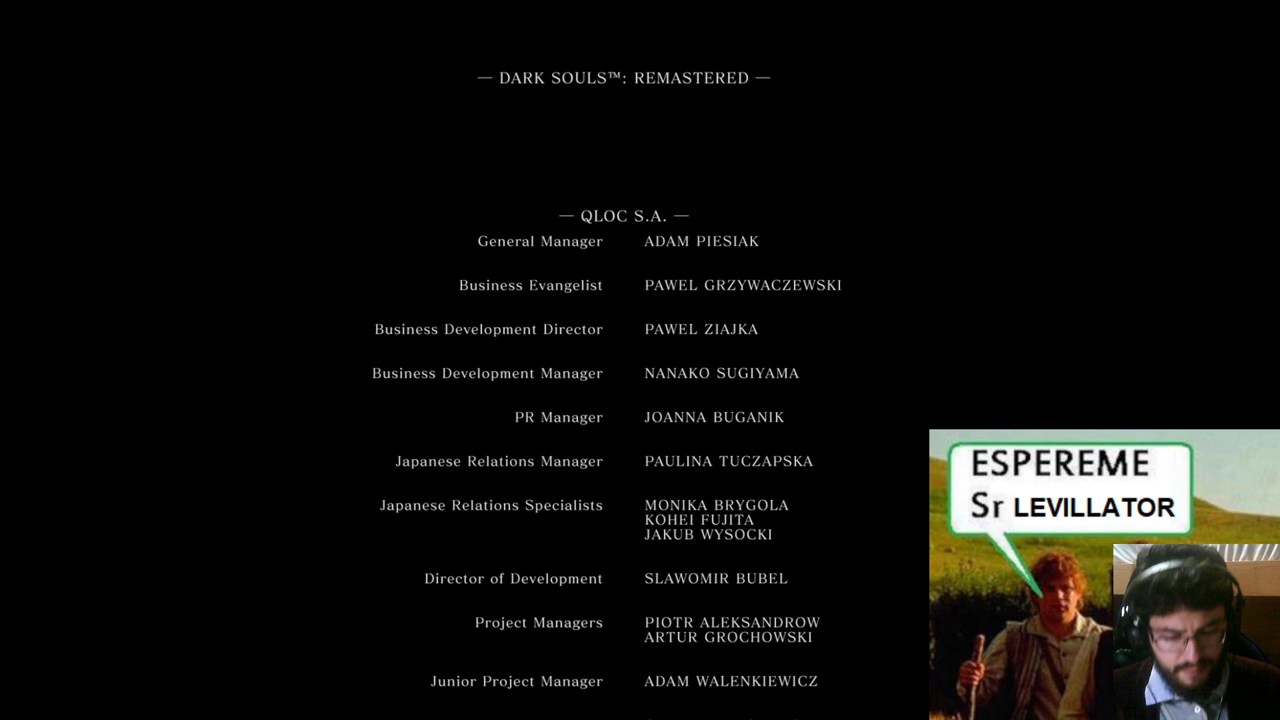 — DARK SOULS™: REMASTERED —
— QLOC S.A. —
General Manager ADAM PIESIAK
Business Evangelist PAWEL GRZYWACZEWSKI
Business Development Director PAWEL ZIAJKA
Business Development Manager NANAKO SUGIYAMA
PR Manager JOANNA BUGANIK
Japanese Relations Manager PAULINA TUCZAPSKA
Japanese Relations Specialists MONIKA BRYGOLA
KOHEI FUJITA
JAKUB WYSOCKI
Director of Development SLAWOMIR BUBEL
Project Managers PIOTR ALEKSANDROW
ARTUR GROCHOWSKI
Junior Project Manager ADAM WALENKIEWICZ
ESPEREME
Sr LEVILLATOR